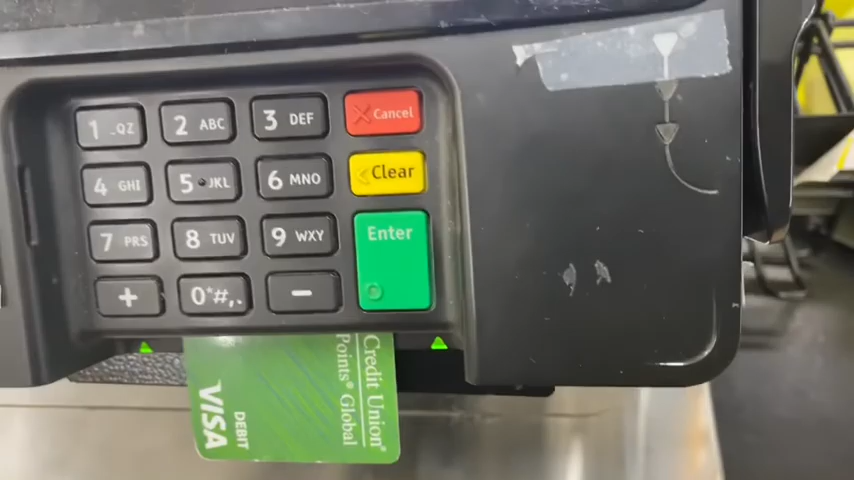 1 _QZ 2 ABC 3 DEF Cancel
4 GHI 5 JKL 6 MNO Clear
7 PRS 8 TUV 9 WXY Enter
+ 0*#,. -
Points® Global
Credit Union®
VISA
DEBIT